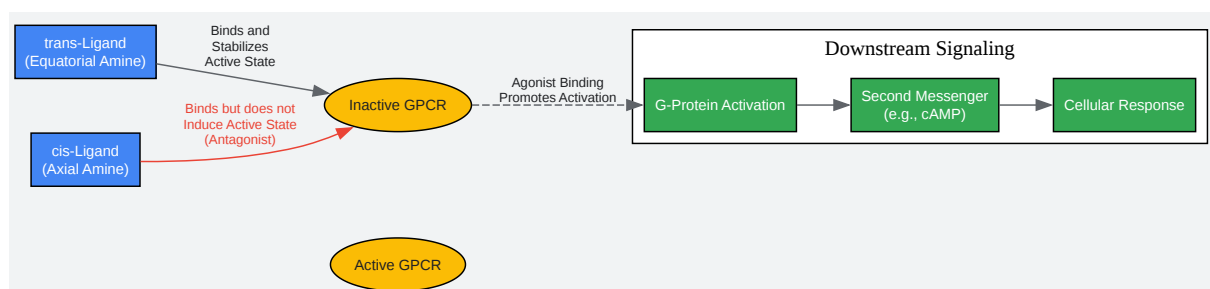 trans-Ligand
(Equatorial Amine)
Binds and
Stabilizes
Active State
Binds but does not
Induce Active State
(Antagonist)
cis-Ligand
(Axial Amine)
Inactive GPCR
Agonist Binding
Promotes Activation
Downstream Signaling
G-Protein Activation
Second Messenger
(e.g., cAMP)
Cellular Response
Active GPCR